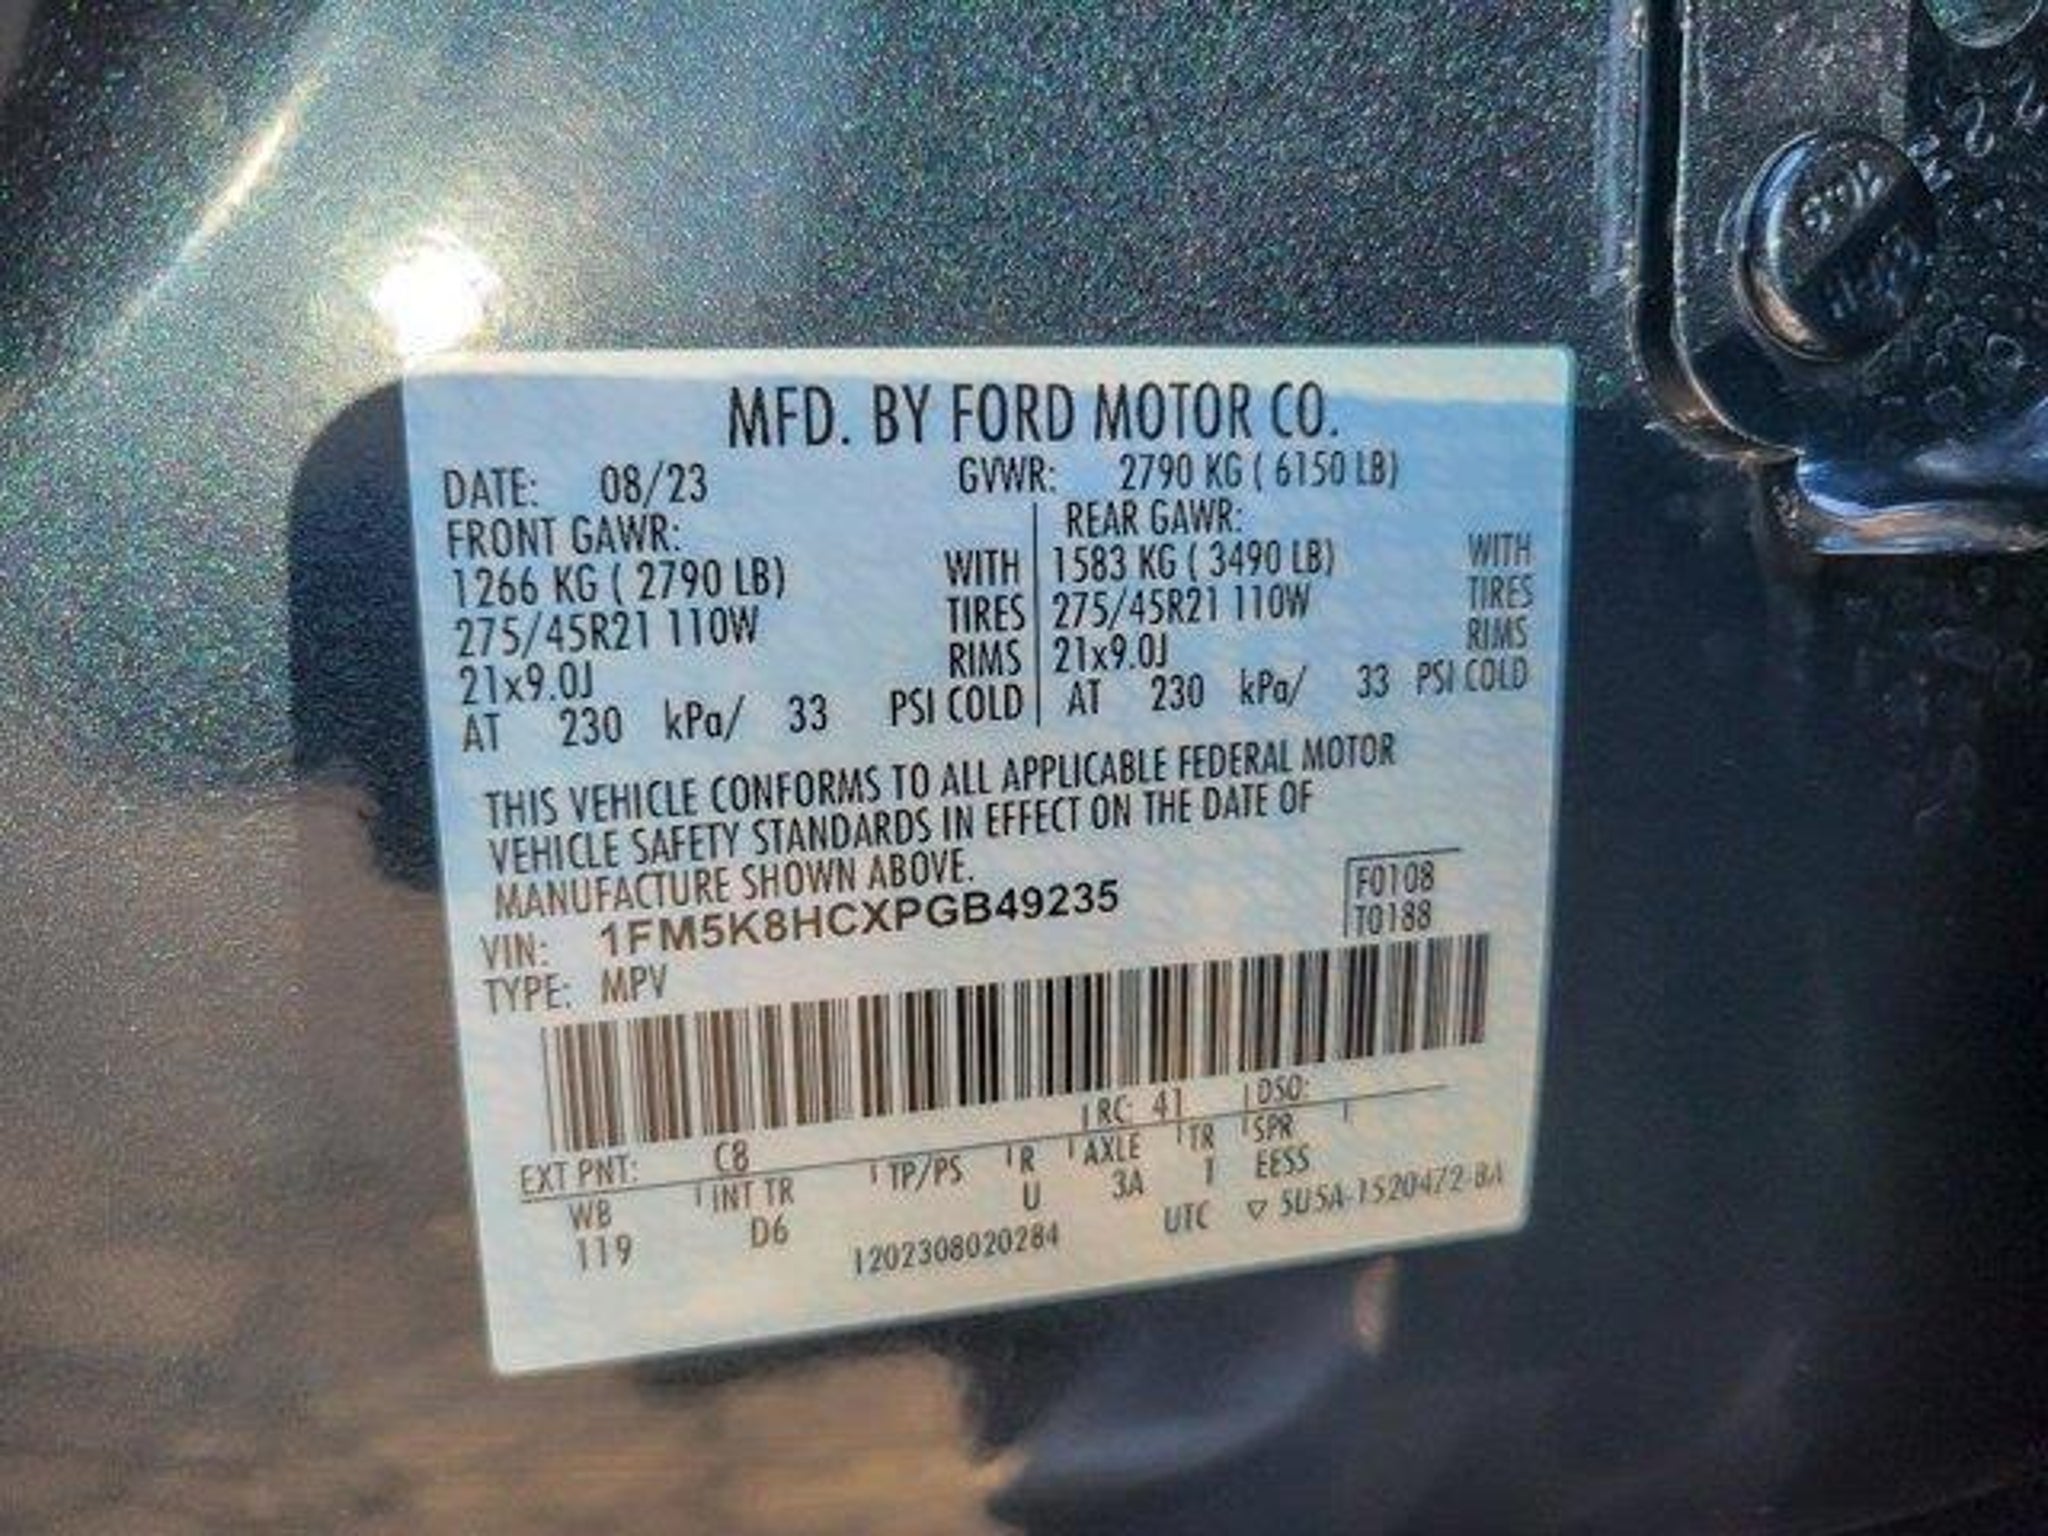 MFD. BY FORD MOTOR CO.
DATE: 08/23 GVWR: 2790 KG ( 6150 LB)
FRONT GAWR: REAR GAWR:
1266 KG ( 2790 LB) WITH 1583 KG ( 3490 LB) WITH
275/45R21 110W TIRES 275/45R21 110W TIRES
21x9.0J RIMS 21x9.0J RIMS
AT 230 kPa/ 33 PSI COLD AT 230 kPa/ 33 PSI COLD
THIS VEHICLE CONFORMS TO ALL APPLICABLE FEDERAL MOTOR
VEHICLE SAFETY STANDARDS IN EFFECT ON THE DATE OF
MANUFACTURE SHOWN ABOVE.
VIN: 1FM5K8HCXPGB49235
F0108
T0188
TYPE: MPV
EXT PNT: C8 RC: 41 DSO:
WB INT TR TP/PS R AXLE TR SPR
119 D6 U 3A 1 EESS
1202308020284 UTC ▽ 5U5A-1520472-BA